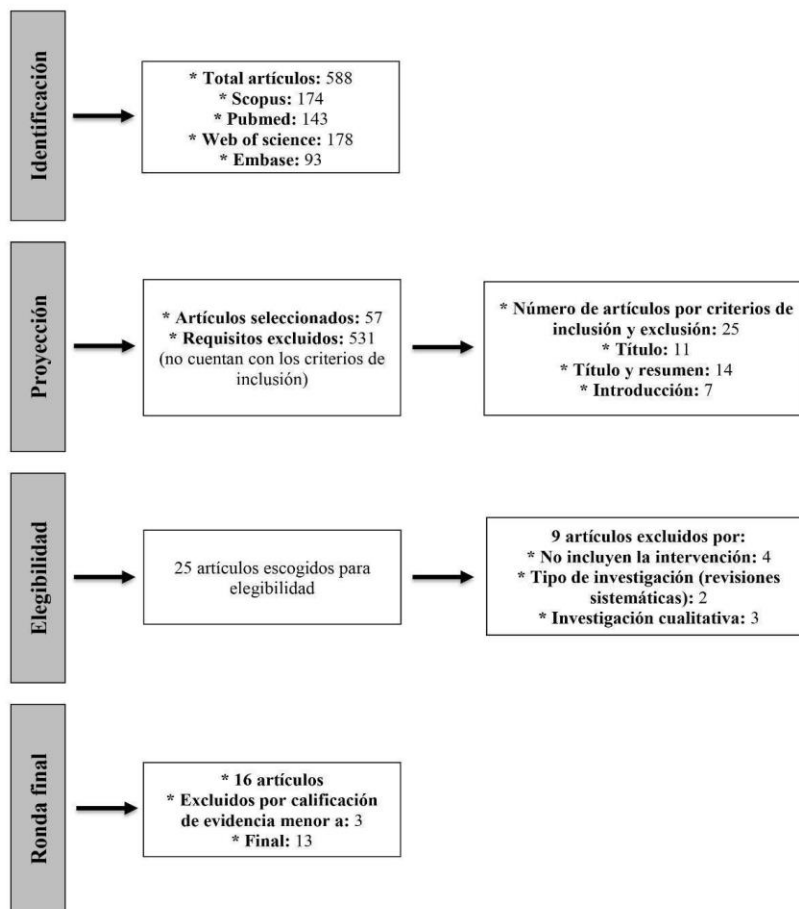 Identificación
* Total artículos: 588
* Scopus: 174
* Pubmed: 143
* Web of science: 178
* Embase: 93
Proyección
* Artículos seleccionados: 57
* Requisitos excluidos: 531
(no cuentan con los criterios de
inclusión)
* Número de artículos por criterios de
inclusión y exclusión: 25
* Título: 11
* Título y resumen: 14
* Introducción: 7
Elegibilidad
25 artículos escogidos para
elegibilidad
9 artículos excluidos por:
* No incluyen la intervención: 4
* Tipo de investigación (revisiones
sistemáticas): 2
* Investigación cualitativa: 3
Ronda final
* 16 artículos
* Excluidos por calificación
de evidencia menor a: 3
* Final: 13